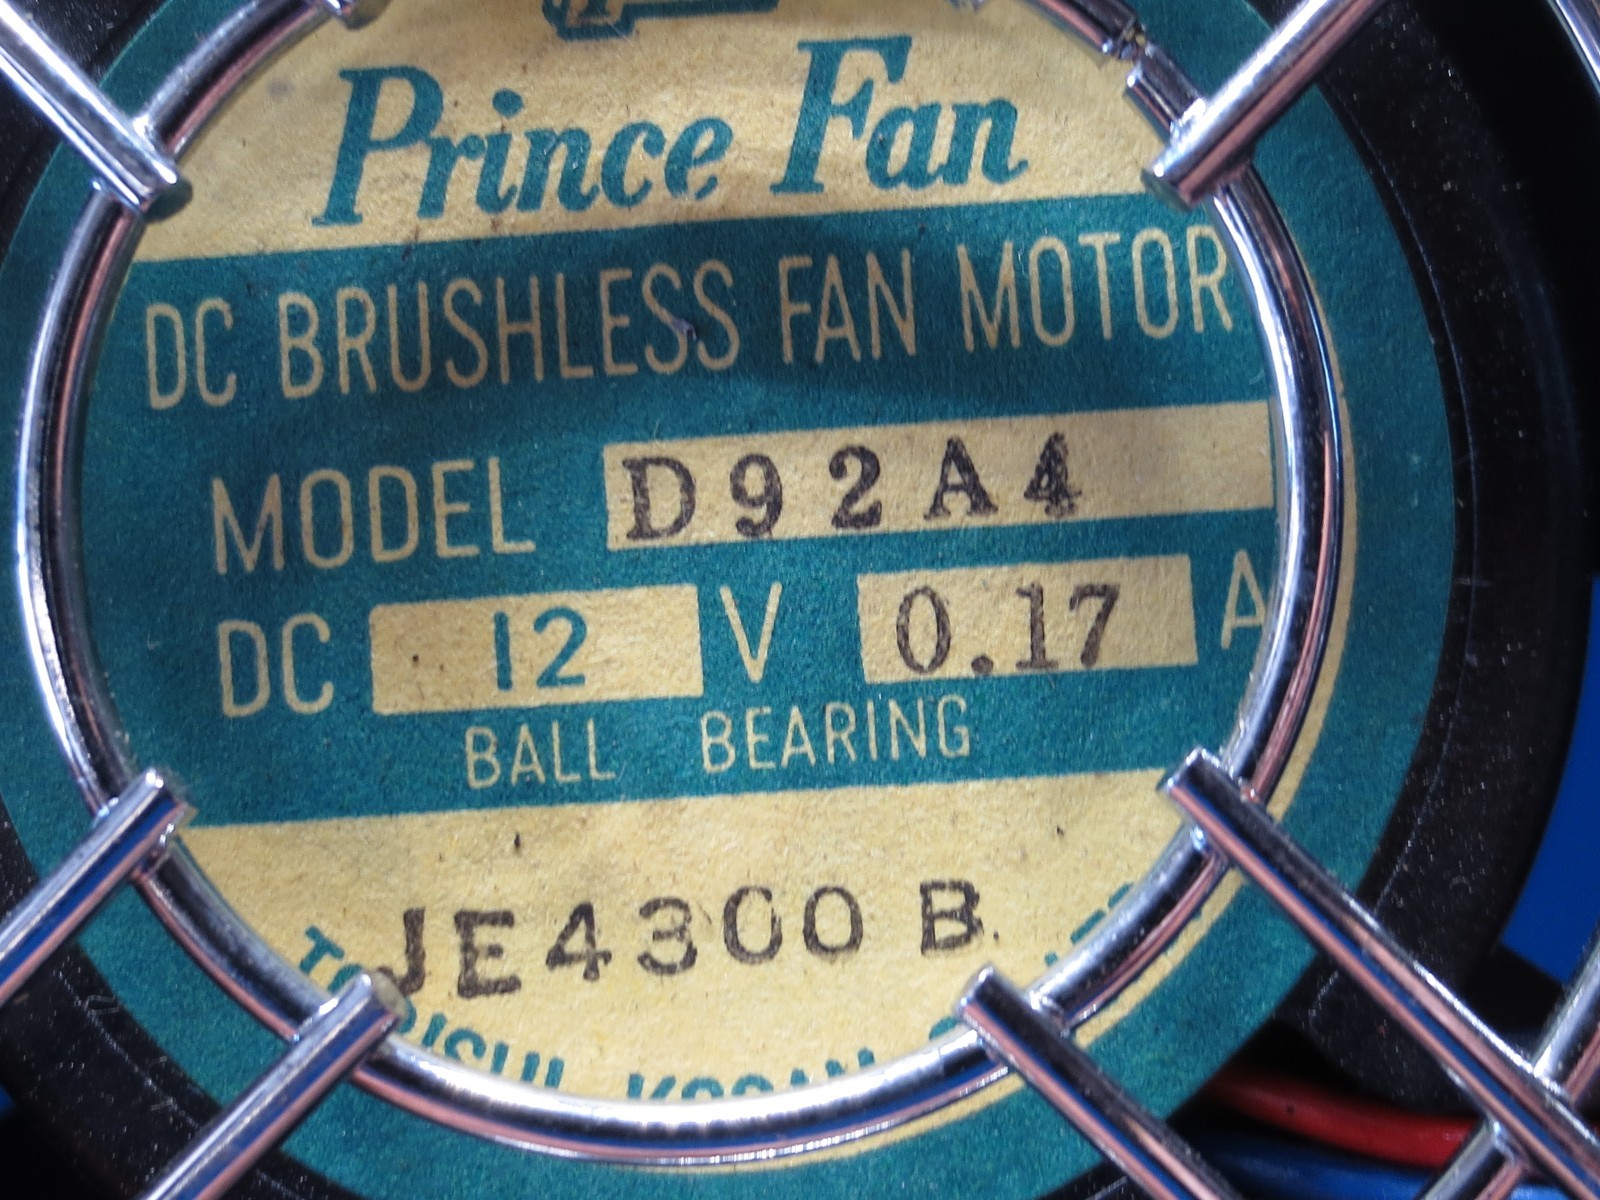 Prince Fan
DC BRUSHLESS FAN MOTOR
MODEL D92A4
DC 12 V 0.17 A
BALL BEARING
JE4300 B